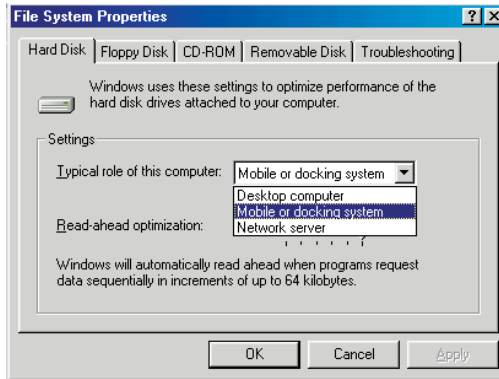 File System Properties
Hard Disk Floppy Disk CD-ROM Removable Disk Troubleshooting
Windows uses these settings to optimize performance of the
hard disk drives attached to your computer.
Settings
Typical role of this computer: Mobile or docking system
Desktop computer
Mobile or docking system
Network server
Read-ahead optimization:
Windows will automatically read ahead when programs request
data sequentially in increments of up to 64 kilobytes.
OK Cancel Apply